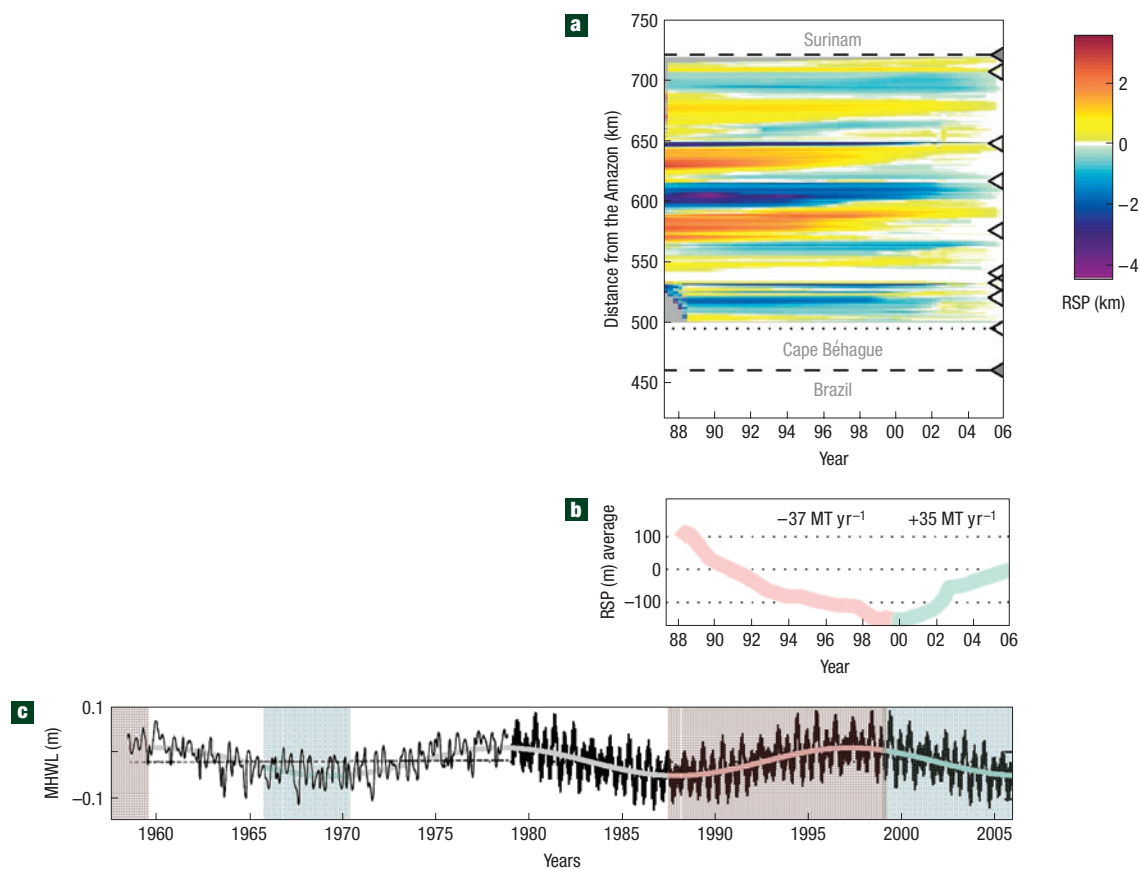 a
750
700
650
600
550
500
450
Distance from the Amazon (km)
Surinam
Cape Béhague
Brazil
88 90 92 94 96 98 00 02 04 06
Year
2
0
−2
−4
RSP (km)
b
RSP (m) average
100
0
−100
−37 MT yr⁻¹ +35 MT yr⁻¹
88 90 92 94 96 98 00 02 04 06
Year
c
MHWL (m)
0.1
−0.1
1960 1965 1970 1975 1980 1985 1990 1995 2000 2005
Years